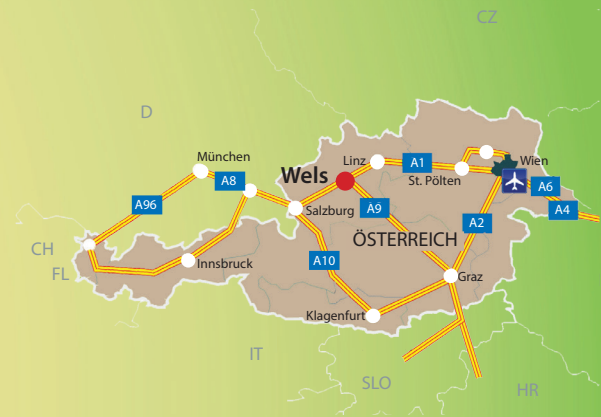 CZ
D
München
Linz
A1
Wien
A8
Wels
St. Pölten
A6
A96
Salzburg
A9
A2
A4
CH
ÖSTERREICH
FL
Innsbruck
A10
Graz
Klagenfurt
IT
SLO
HR